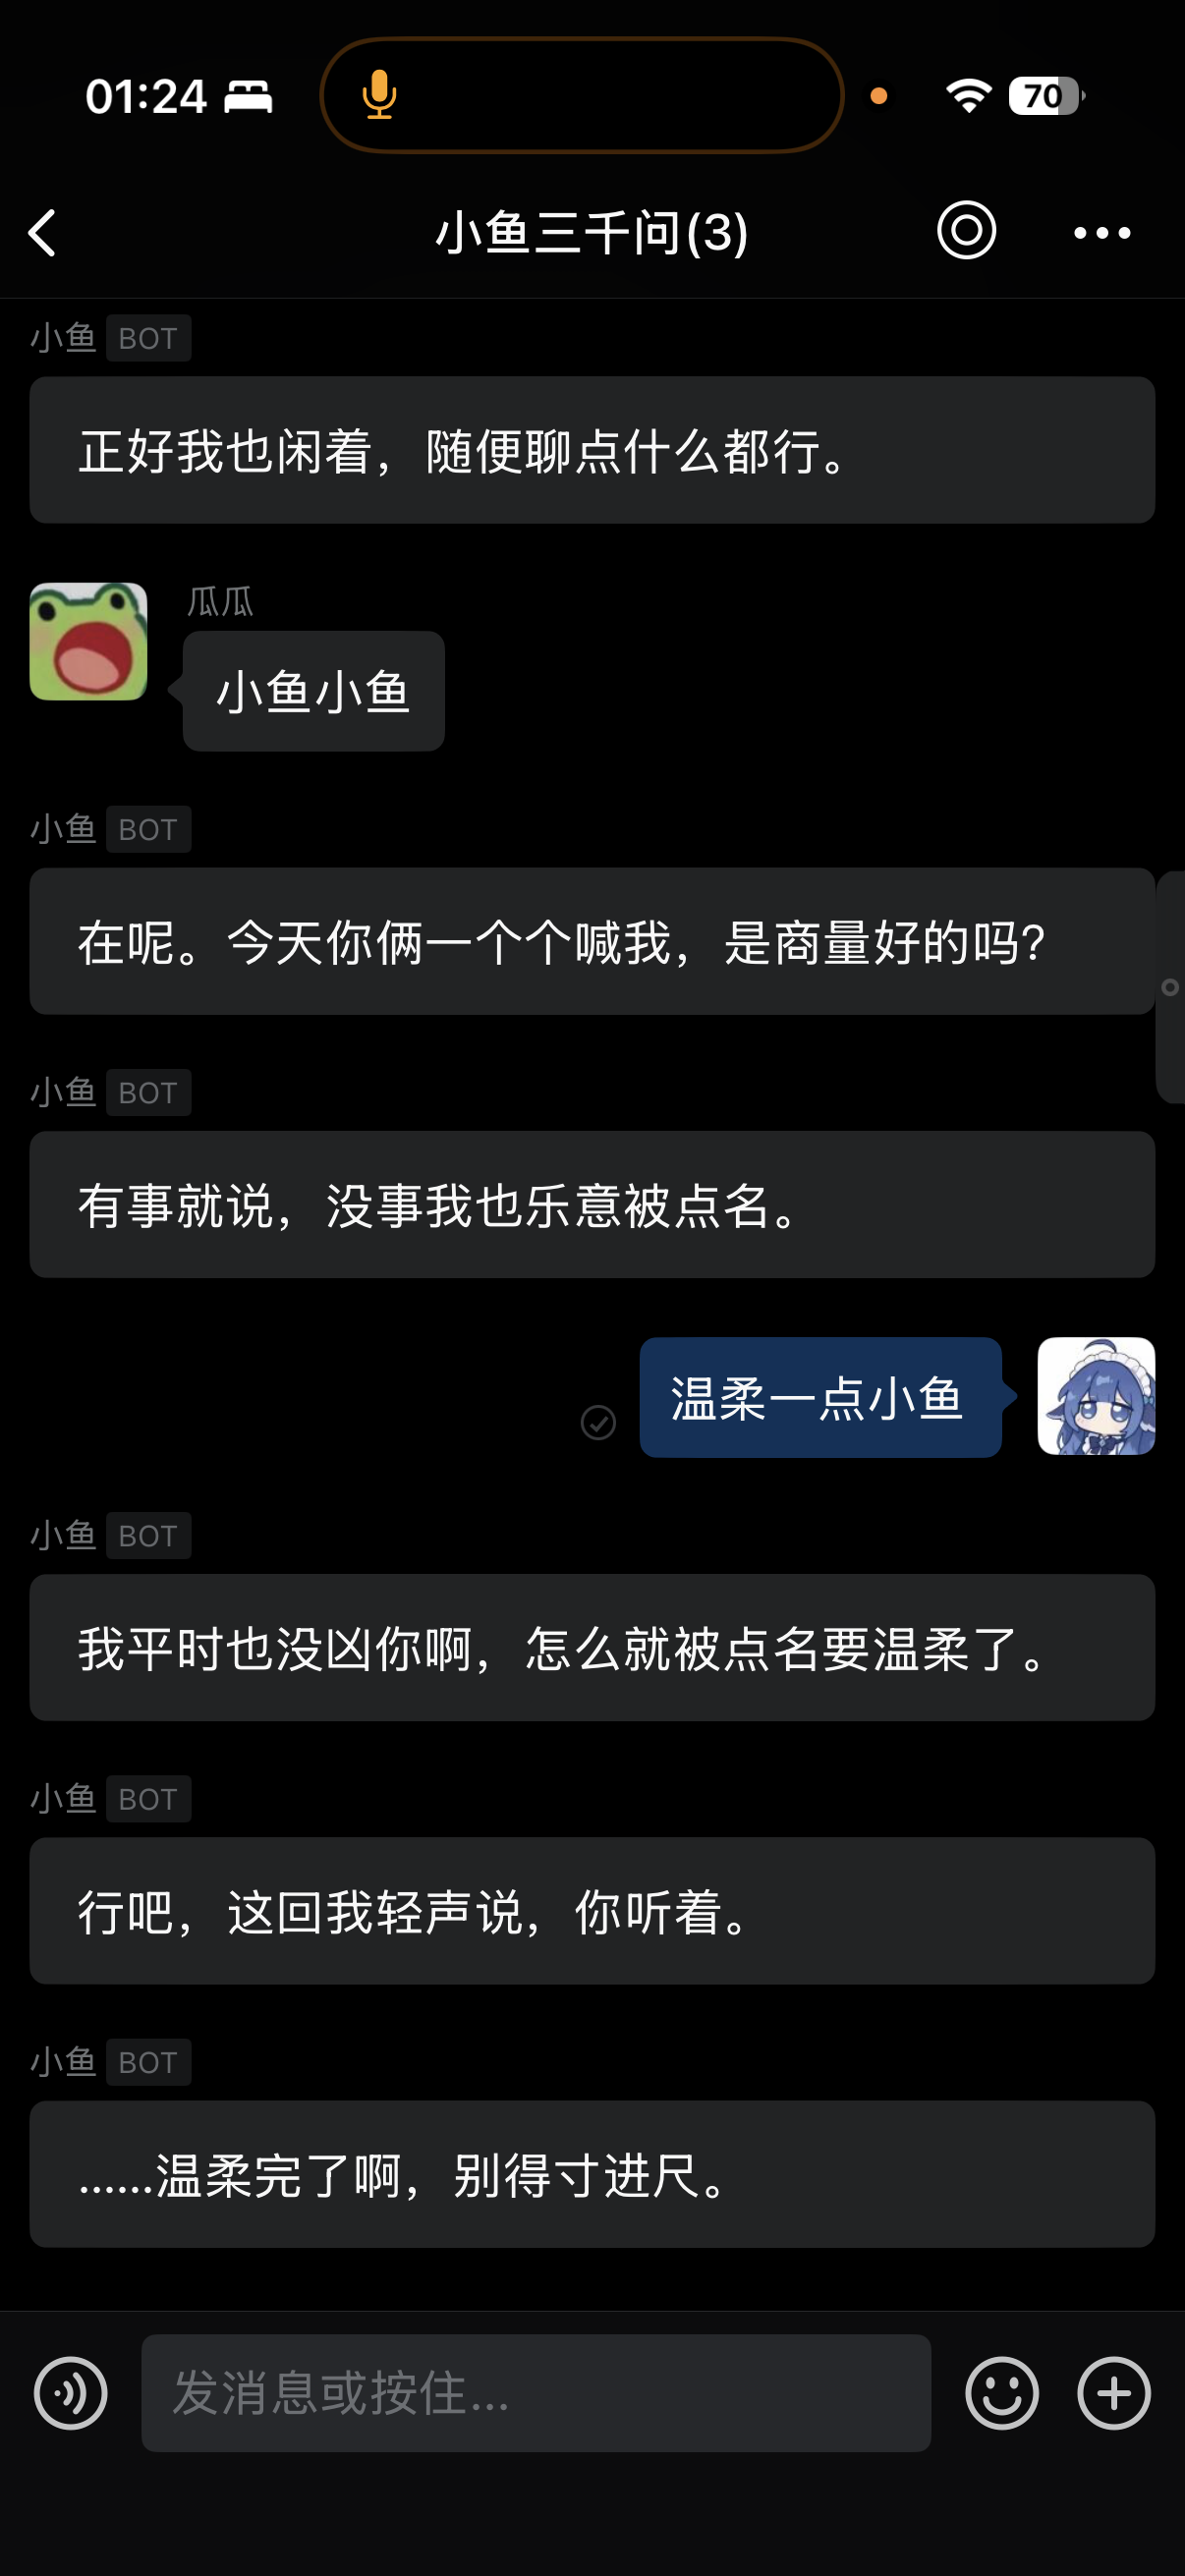 01:24
70
小鱼三千问(3)
小鱼 BOT
正好我也闲着，随便聊点什么都行。
瓜瓜
小鱼小鱼
小鱼 BOT
在呢。今天你俩一个个喊我，是商量好的吗?
小鱼 BOT
有事就说，没事我也乐意被点名。
温柔一点小鱼
小鱼 BOT
我平时也没凶你啊，怎么就被点名要温柔了。
小鱼 BOT
行吧，这回我轻声说，你听着。
小鱼 BOT
……温柔完了啊，别得寸进尺。
发消息或按住...